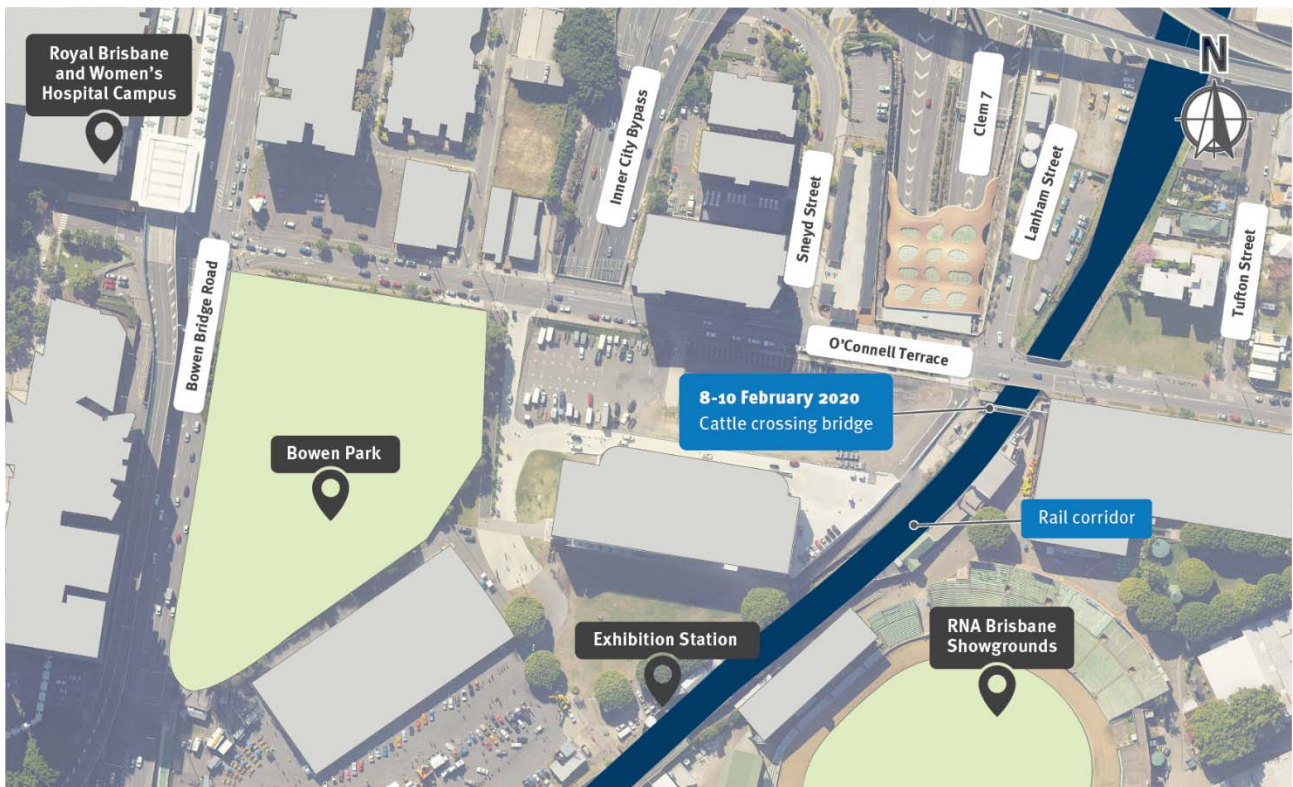 Royal Brisbane
and Women's
Hospital Campus
Inner City Bypass
Clem 7
N
Sneyd Street
Lanham Street
Tufton Street
Bowen Bridge Road
O'Connell Terrace
8-10 February 2020
Cattle crossing bridge
Bowen Park
Rail corridor
Exhibition Station
RNA Brisbane
Showgrounds